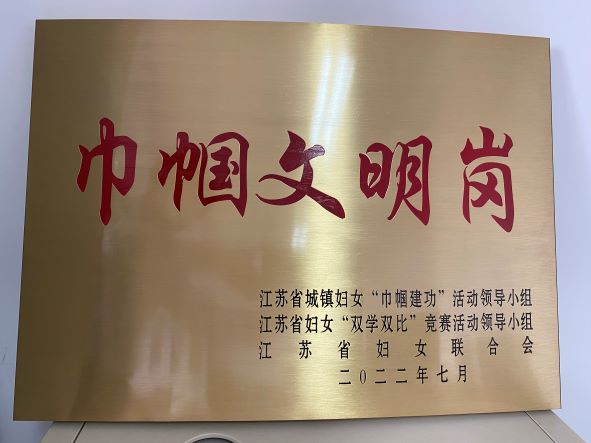 巾帼文明岗
江苏省城镇妇女“巾帼建功”活动领导小组
江苏省妇女“双学双比”竞赛活动领导小组
江苏省妇女联合会
二〇二二年七月